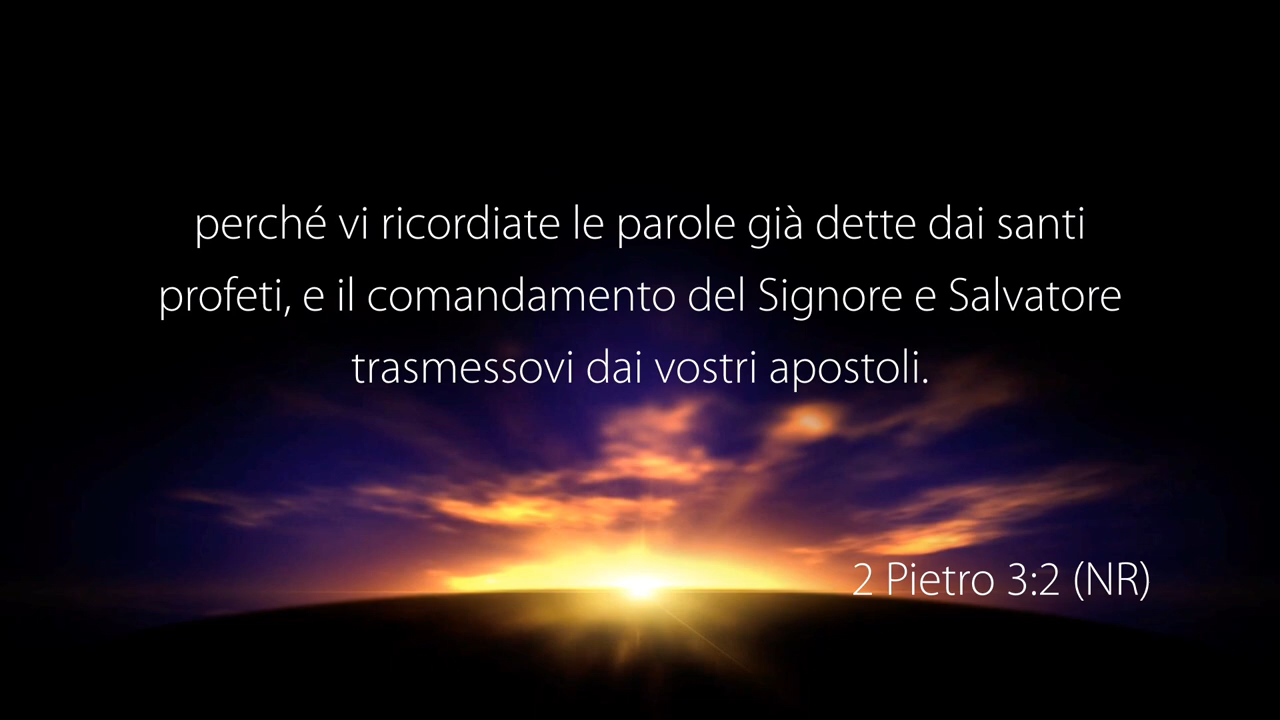 perché vi ricordiate le parole già dette dai santi
profeti, e il comandamento del Signore e Salvatore
trasmessovi dai vostri apostoli.
2 Pietro 3:2 (NR)